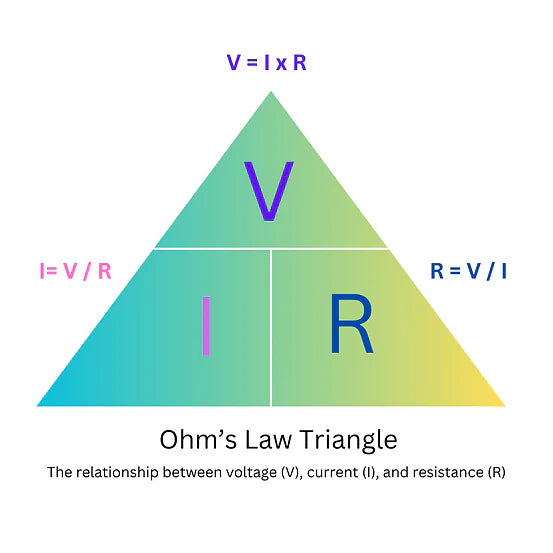 V = I x R
V
I= V / R
R = V / I
I
R
Ohm’s Law Triangle
The relationship between voltage (V), current (I), and resistance (R)